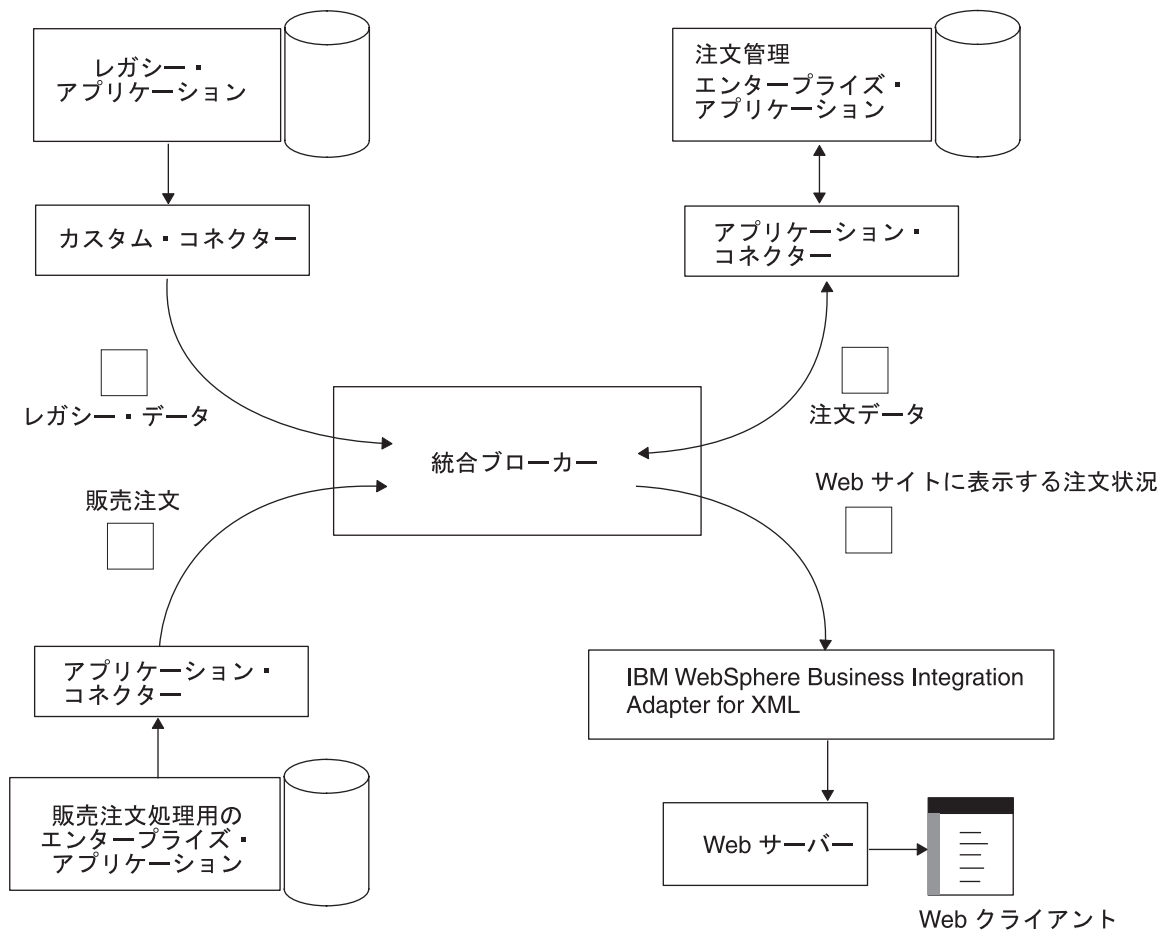 レガシー・
アプリケーション
注文管理
エンタープライズ・
アプリケーション
カスタム・コネクター
アプリケーション・
コネクター
レガシー・データ
注文データ
統合ブローカー
Web サイトに表示する注文状況
販売注文
アプリケーション・
コネクター
IBM WebSphere Business Integration
Adapter for XML
販売注文処理用の
エンタープライズ・
アプリケーション
Web サーバー
Web クライアント